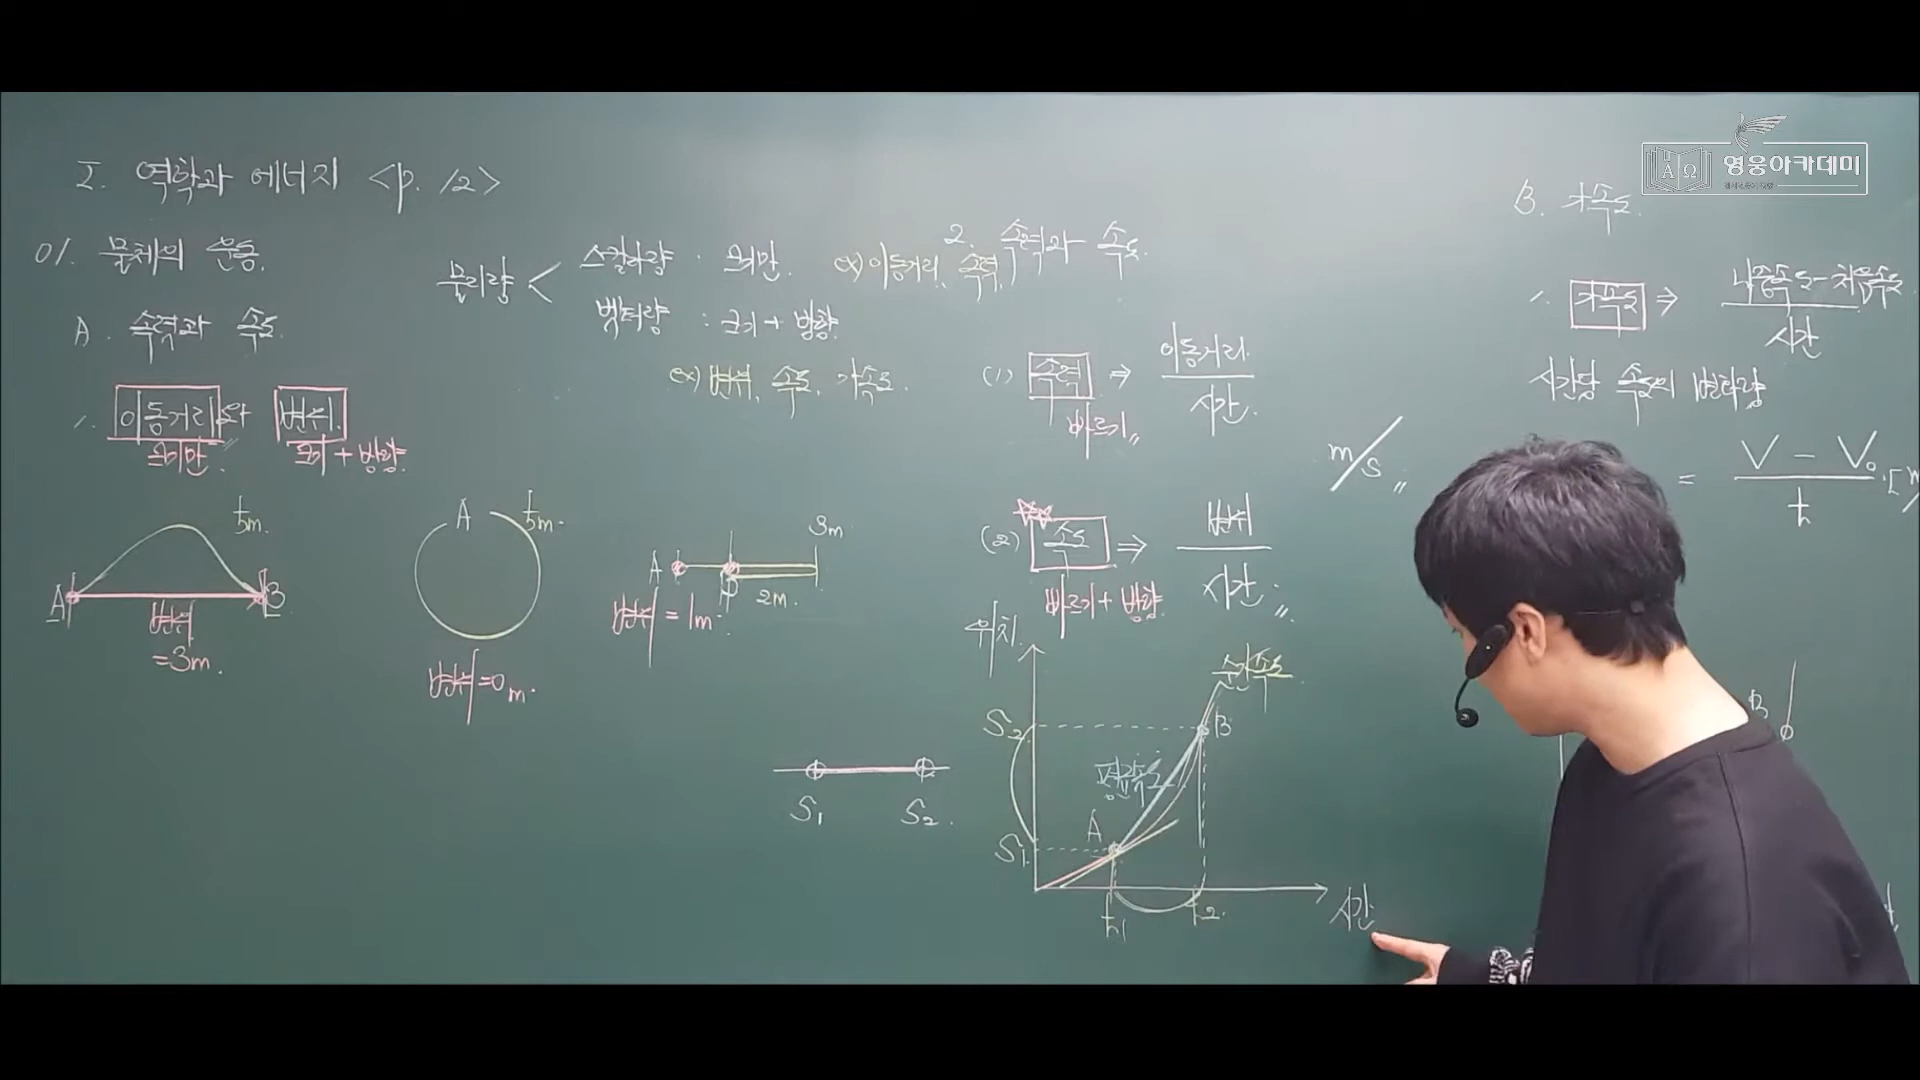 I. 역학과 에너지 <p. 12>
01. 물체의 운동.
A. 속력과 속도.
1. 이동거리와 변위.
크기만. 크기 + 방향.
5m.
A B
변위
=3m.
A 5m.
변위=0m.
물리량 <
스칼라량 : 크기만. ex) 이동거리, 속력,
벡터량 : 크기 + 방향
ex) 변위, 속도, 가속도.
A B 3m
2m.
변위 = 1m.
S₁ S₂.
2. 속력과 속도.
(1) 속력 ⇒ 이동거리 / 시간.
빠르기〃
m/s〃
(2) 속도 ⇒ 변위 / 시간.〃
빠르기 + 방향.
위치.
순간속도
S₂ B
평균속도
A
S₁
t₁ t₂ 시간
B. 가속도.
1. 가속도 ⇒ 나중속도-처음속도 / 시간
시간당 속도의 변화량
= V - V₀ / t
B
영웅아카데미